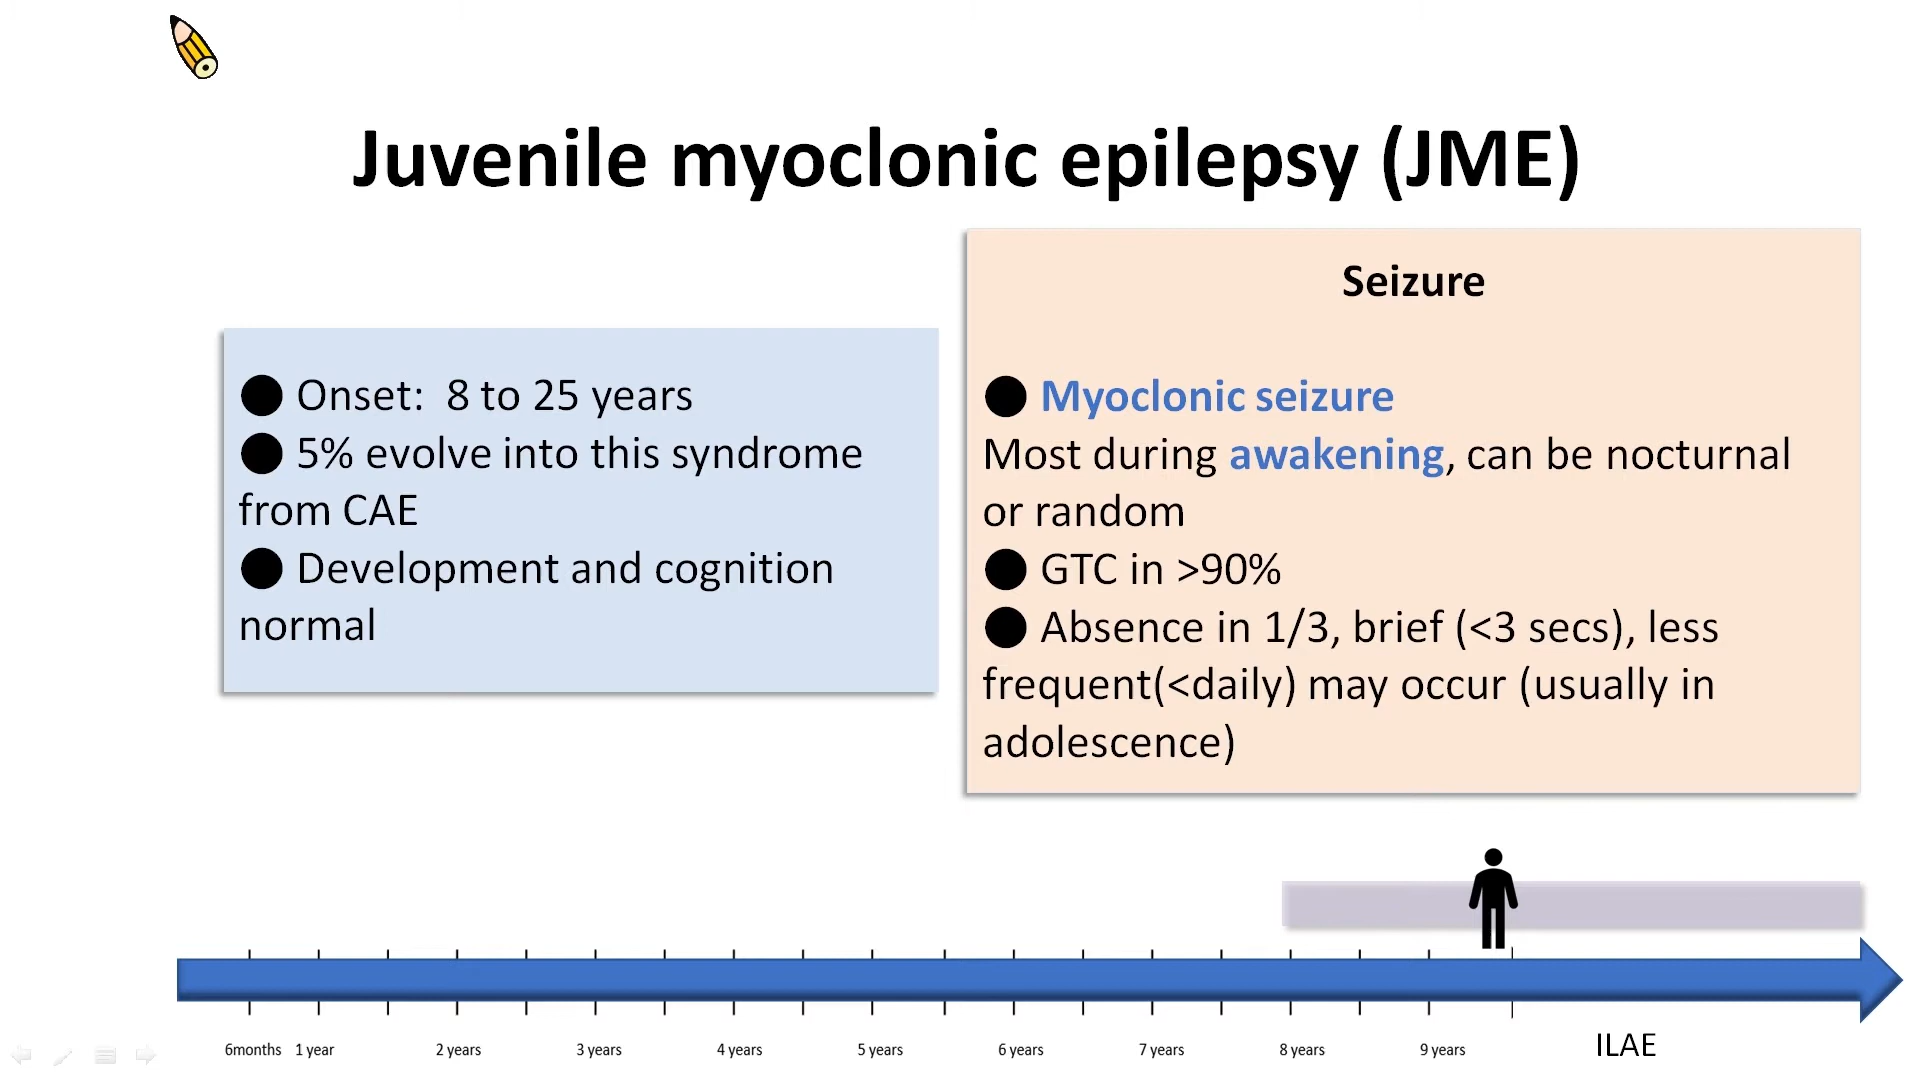 Juvenile myoclonic epilepsy (JME)
● Onset:  8 to 25 years
● 5% evolve into this syndrome
from CAE
● Development and cognition
normal
Seizure
● Myoclonic seizure
Most during awakening, can be nocturnal
or random
● GTC in >90%
● Absence in 1/3, brief (<3 secs), less
frequent(<daily) may occur (usually in
adolescence)
6months 1 year 2 years 3 years 4 years 5 years 6 years 7 years 8 years 9 years
ILAE